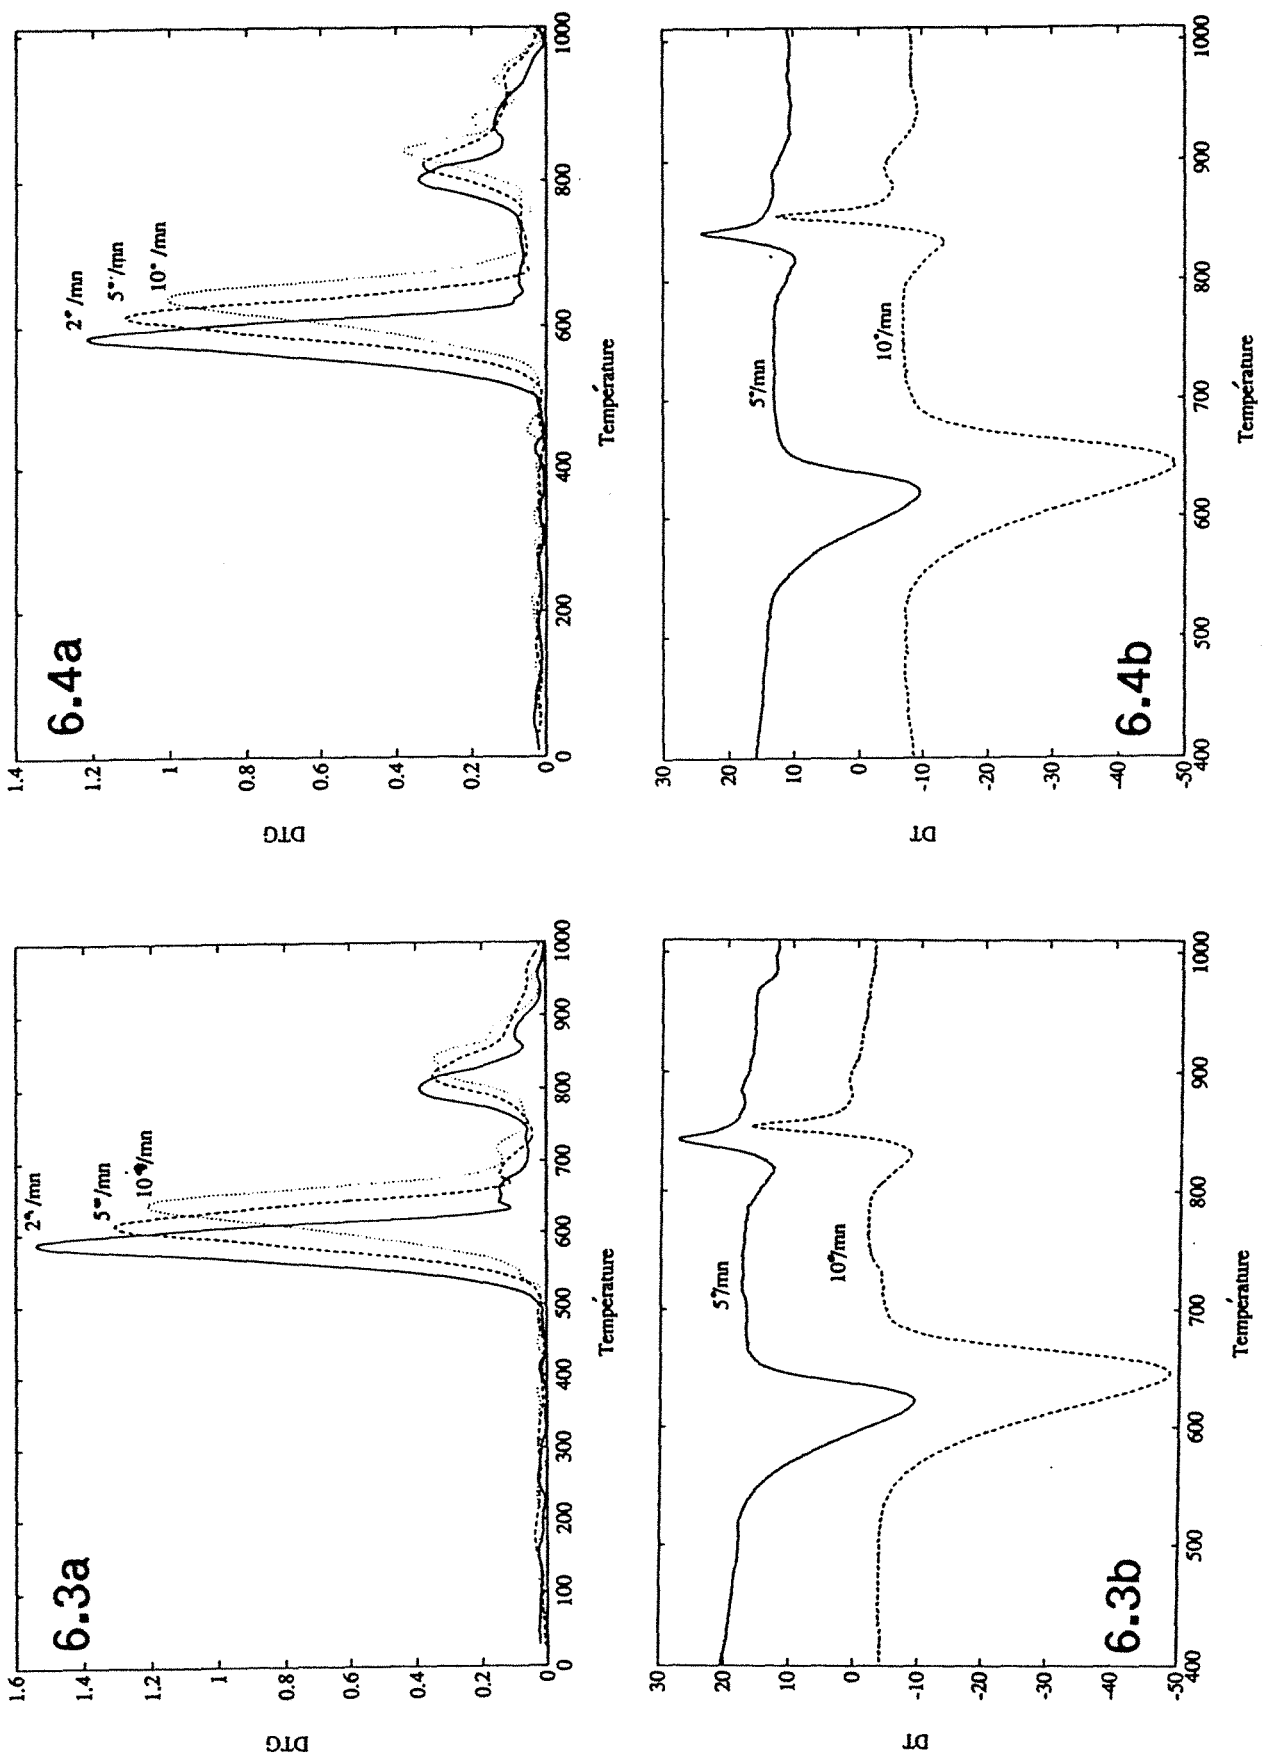 6.3a
DTG
1.6
1.4
1.2
1
0.8
0.6
0.4
0.2
0
0 100 200 300 400 500 600 700 800 900 1000
Température
2°/mn
5°/mn
10°/mn
6.4a
DTG
1.4
1.2
1
0.8
0.6
0.4
0.2
0
0 200 400 600 800 1000
Température
2°/mn
5°/mn
10°/mn
6.3b
DT
30
20
10
0
-10
-20
-30
-40
-50
400 500 600 700 800 900 1000
Température
5°/mn
10°/mn
6.4b
DT
30
20
10
0
-10
-20
-30
-40
-50
400 500 600 700 800 900 1000
Température
5°/mn
10°/mn